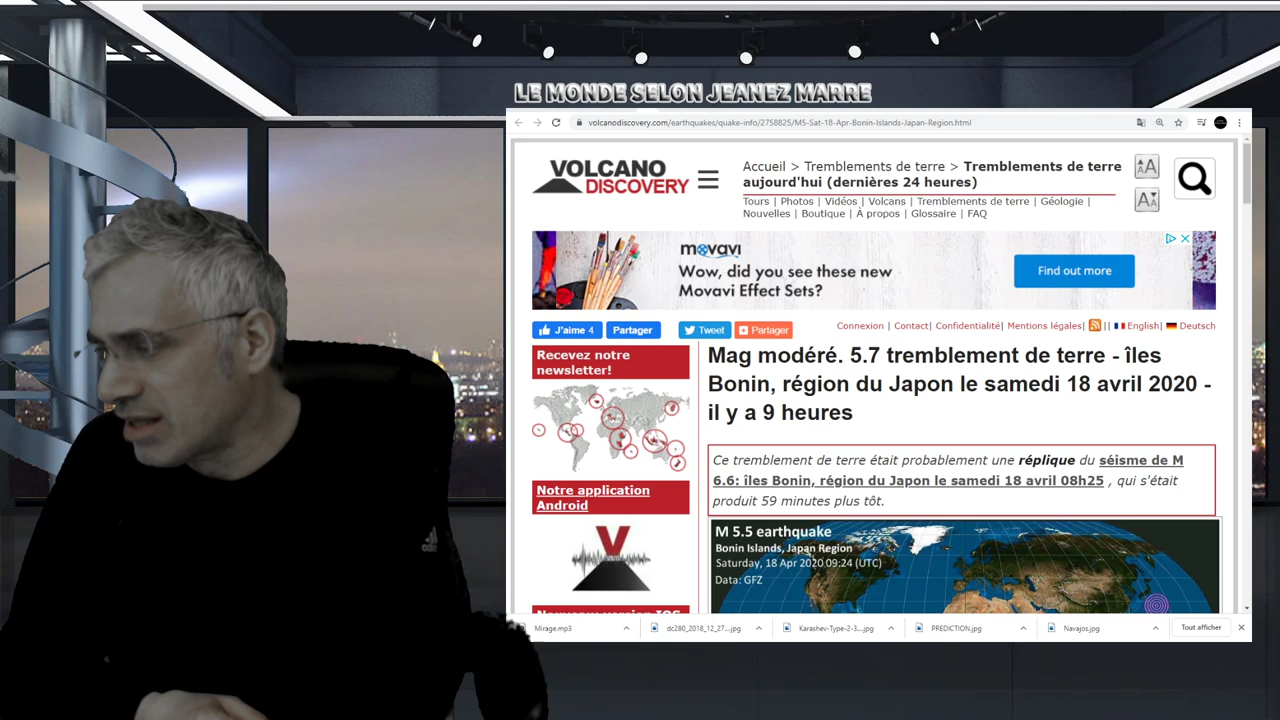 LE MONDE SELON JEANEZ MARRE
volcanodiscovery.com/earthquakes/quake-info/2758825/M5-Sat-18-Apr-Bonin-Islands-Japan-Region.html
VOLCANO
DISCOVERY
Accueil > Tremblements de terre > Tremblements de terre
aujourd'hui (dernières 24 heures)
Tours | Photos | Vidéos | Volcans | Tremblements de terre | Géologie |
Nouvelles | Boutique | À propos | Glossaire | FAQ
AA
AA
movavi
Wow, did you see these new
Movavi Effect Sets?
Find out more
J'aime 4
Partager
Tweet
Partager
Connexion | Contact| Confidentialité| Mentions légales| || English| Deutsch
Recevez notre
newsletter!
Notre application
Android
Mag modéré. 5.7 tremblement de terre - îles
Bonin, région du Japon le samedi 18 avril 2020 -
il y a 9 heures
Ce tremblement de terre était probablement une réplique du séisme de M
6.6: îles Bonin, région du Japon le samedi 18 avril 08h25 , qui s'était
produit 59 minutes plus tôt.
M 5.5 earthquake
Bonin Islands, Japan Region
Saturday, 18 Apr 2020 09:24 (UTC)
Data: GFZ
adidas
Mirage.mp3
dc280_2018_12_27....jpg
Karashev-Type-2-3....jpg
PREDICTION.jpg
Navajos.jpg
Tout afficher